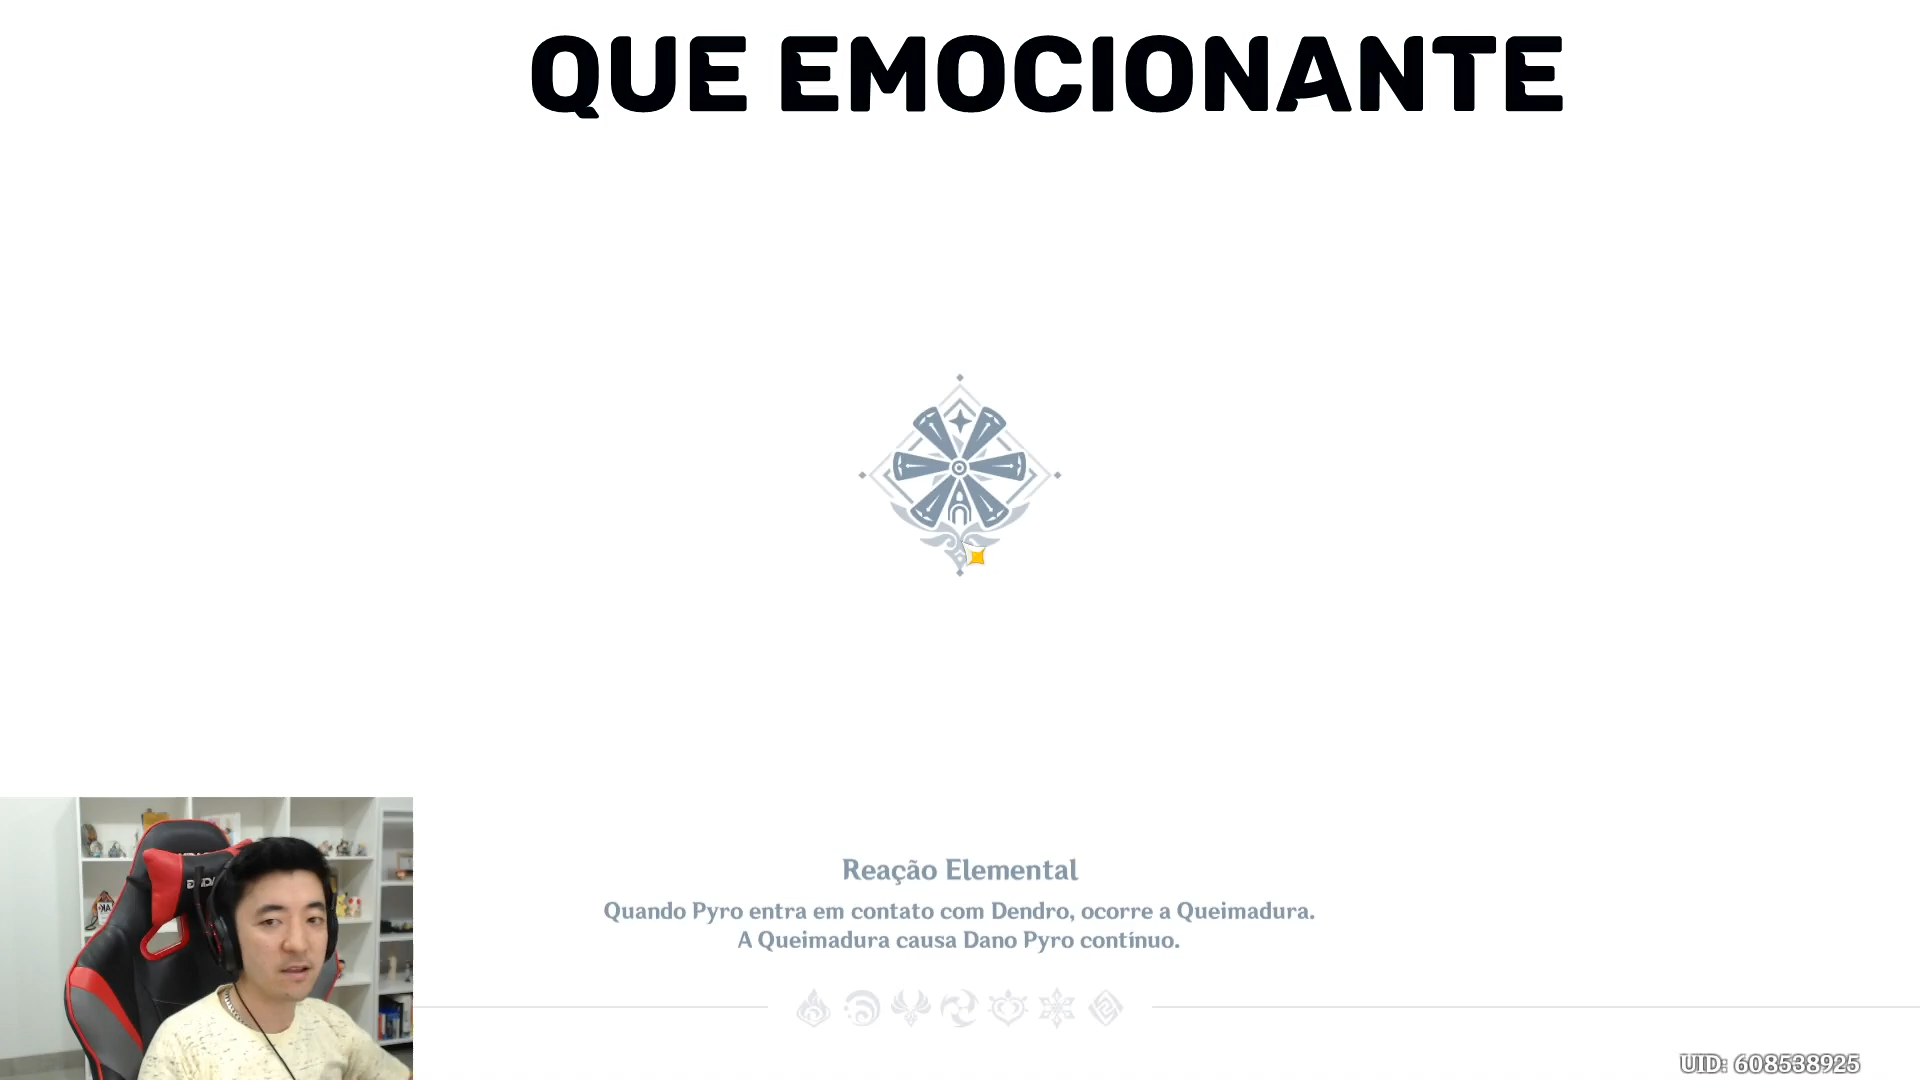 QUE EMOCIONANTE
Reação Elemental
Quando Pyro entra em contato com Dendro, ocorre a Queimadura.
A Queimadura causa Dano Pyro contínuo.
UID: 608538925